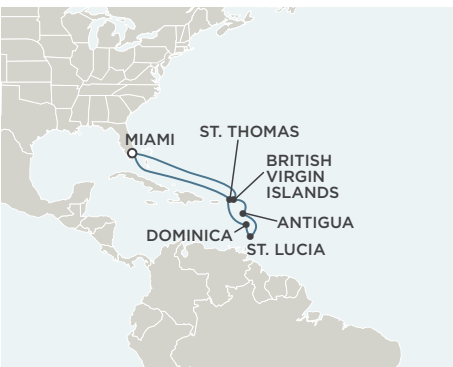 MIAMI
ST. THOMAS
BRITISH
VIRGIN
ISLANDS
ANTIGUA
DOMINICA
ST. LUCIA